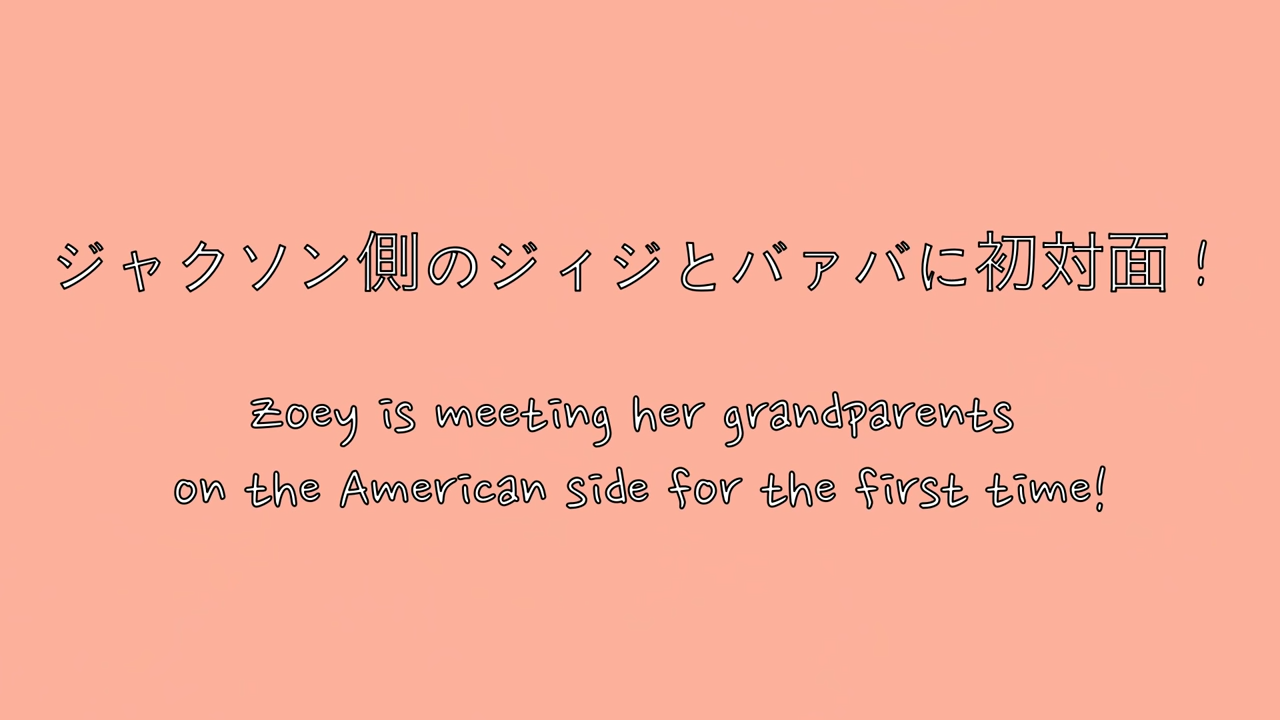 ジャクソン側のジィジとバァバに初対面！
Zoey is meeting her grandparents
on the American side for the first time!